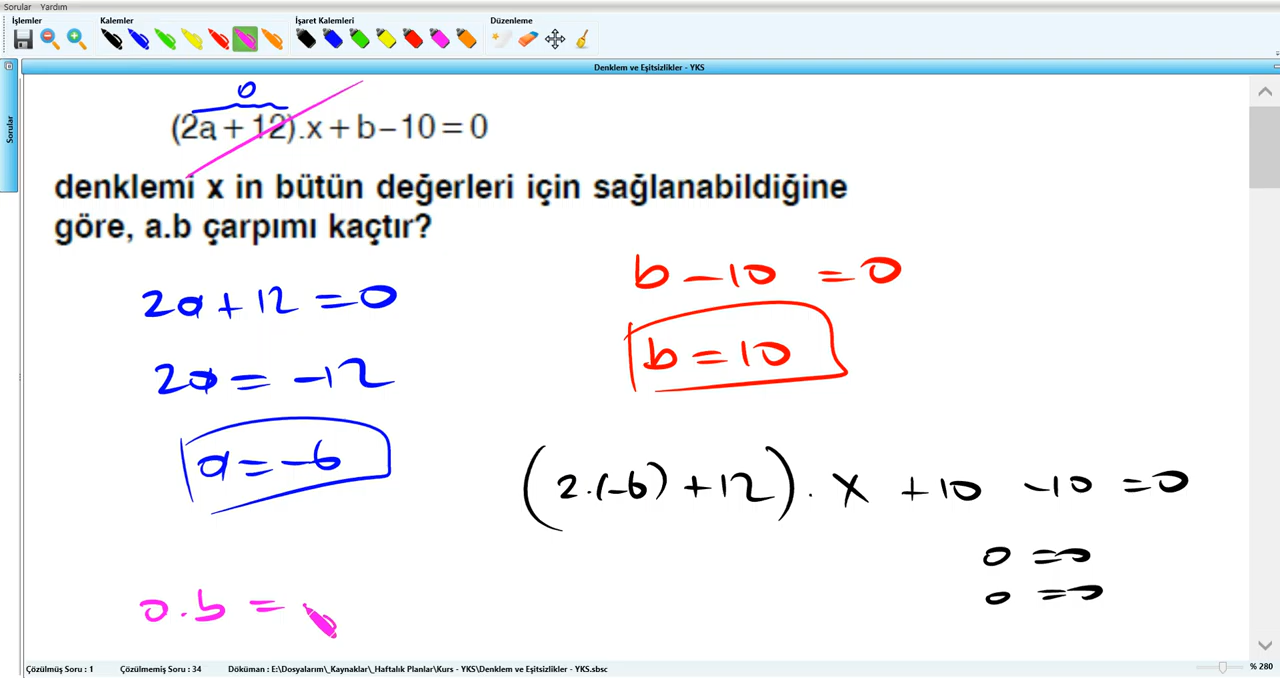 Sorular Yardım
İşlemler Kalemler İşaret Kalemleri Düzenleme
Denklem ve Eşitsizlikler - YKS
Sorular
0
(2a + 12).x + b – 10 = 0
denklemi x in bütün değerleri için sağlanabildiğine
göre, a.b çarpımı kaçtır?
2a + 12 = 0
b – 10 = 0
2a = -12
b = 10
a = -6
(2.(-6) + 12) . x + 10 - 10 = 0
0 = 0
0 = 0
a.b =
Çözülmüş Soru : 1 Çözülmemiş Soru : 34 Döküman : E:\Dosyalarım\_Kaynaklar\_Haftalık Planlar\Kurs - YKS\Denklem ve Eşitsizlikler - YKS.sbsc % 280